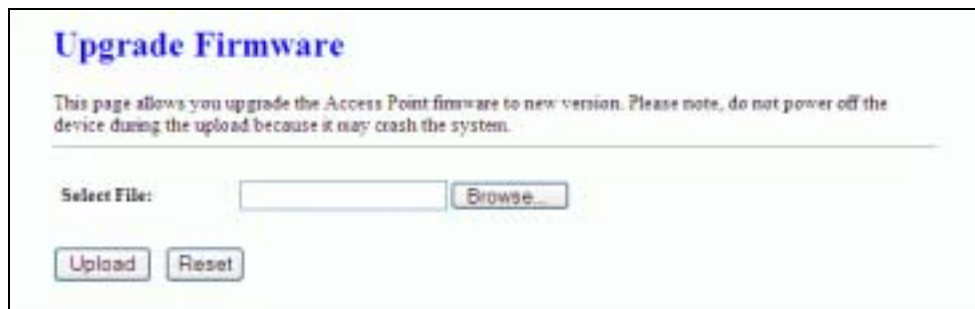 Upgrade Firmware
This page allows you upgrade the Access Point firmware to new version. Please note, do not power off the
device during the upload because it may crash the system.
Select File:
Browse...
Upload
Reset